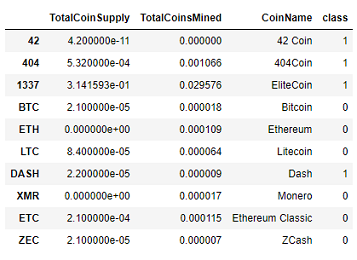 TotalCoinSupply TotalCoinsMined CoinName class
42 4.200000e-11 0.000000 42 Coin 1
404 5.320000e-04 0.001066 404Coin 1
1337 3.141593e-01 0.029576 EliteCoin 1
BTC 2.100000e-05 0.000018 Bitcoin 0
ETH 0.000000e+00 0.000109 Ethereum 0
LTC 8.400000e-05 0.000064 Litecoin 0
DASH 2.200000e-05 0.000009 Dash 1
XMR 0.000000e+00 0.000017 Monero 0
ETC 2.100000e-04 0.000115 Ethereum Classic 0
ZEC 2.100000e-05 0.000007 ZCash 0